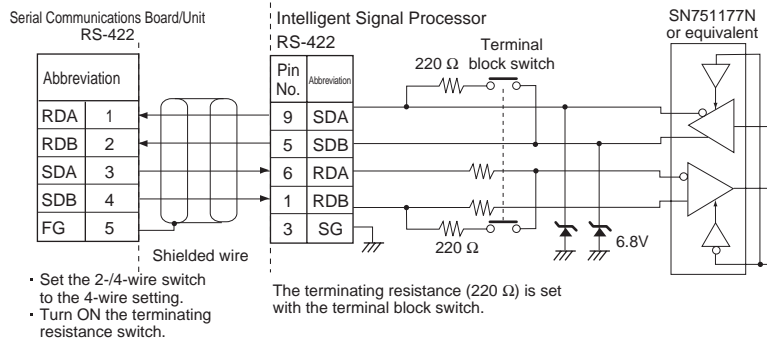 Serial Communications Board/Unit
RS-422
Abbreviation
RDA 1
RDB 2
SDA 3
SDB 4
FG 5
Shielded wire
· Set the 2-/4-wire switch
to the 4-wire setting.
· Turn ON the terminating
resistance switch.
Intelligent Signal Processor
RS-422
Pin
No.
Abbreviation
9 SDA
5 SDB
6 RDA
1 RDB
3 SG
Terminal
block switch
220 Ω
220 Ω
6.8V
The terminating resistance (220 Ω) is set
with the terminal block switch.
SN751177N
or equivalent